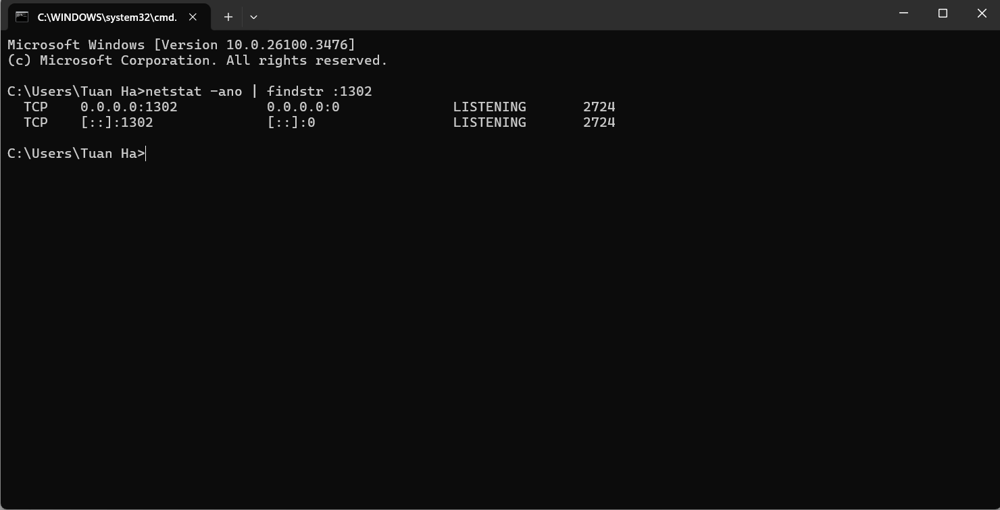 C:\WINDOWS\system32\cmd.
Microsoft Windows [Version 10.0.26100.3476]
(c) Microsoft Corporation. All rights reserved.
C:\Users\Tuan Ha>netstat -ano | findstr :1302
TCP    0.0.0.0:1302           0.0.0.0:0              LISTENING       2724
TCP    [::]:1302              [::]:0                 LISTENING       2724
C:\Users\Tuan Ha>